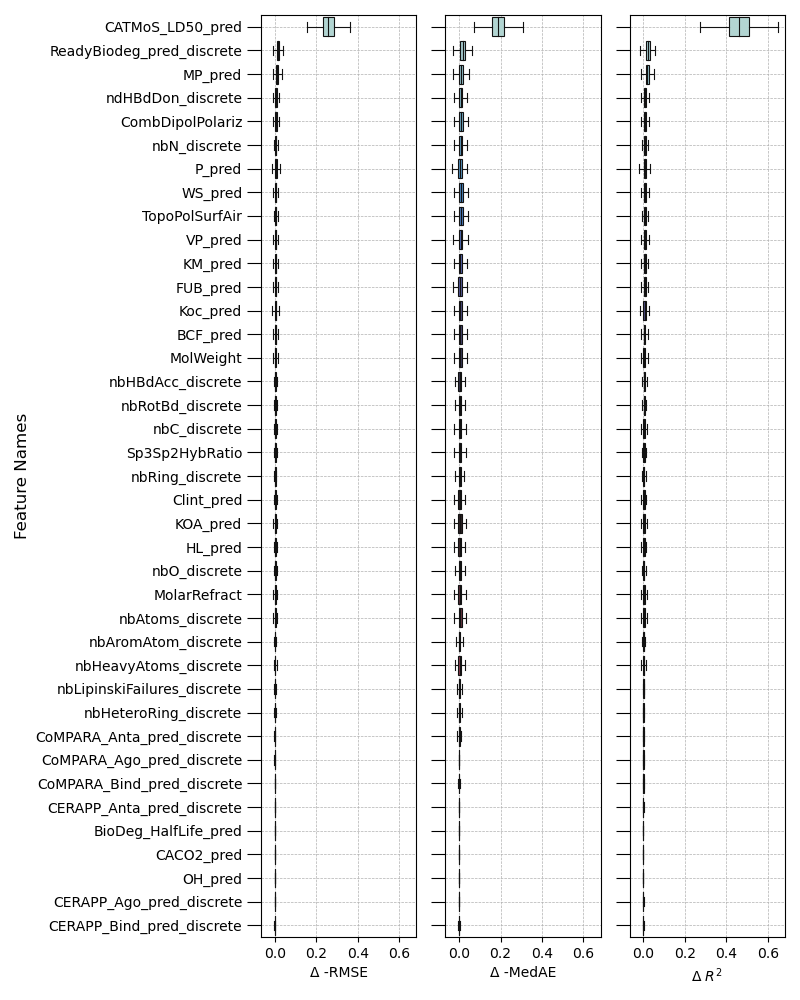 CATMoS_LD50_pred
ReadyBiodeg_pred_discrete
MP_pred
ndHBdDon_discrete
CombDipolPolariz
nbN_discrete
P_pred
WS_pred
TopoPolSurfAir
VP_pred
KM_pred
FUB_pred
Koc_pred
BCF_pred
MolWeight
nbHBdAcc_discrete
nbRotBd_discrete
nbC_discrete
Sp3Sp2HybRatio
nbRing_discrete
Clint_pred
KOA_pred
HL_pred
nbO_discrete
MolarRefract
nbAtoms_discrete
nbAromAtom_discrete
nbHeavyAtoms_discrete
nbLipinskiFailures_discrete
nbHeteroRing_discrete
CoMPARA_Anta_pred_discrete
CoMPARA_Ago_pred_discrete
CoMPARA_Bind_pred_discrete
CERAPP_Anta_pred_discrete
BioDeg_HalfLife_pred
CACO2_pred
OH_pred
CERAPP_Ago_pred_discrete
CERAPP_Bind_pred_discrete
Feature Names
0.0 0.2 0.4 0.6
Δ -RMSE
0.0 0.2 0.4 0.6
Δ -MedAE
0.0 0.2 0.4 0.6
Δ R²